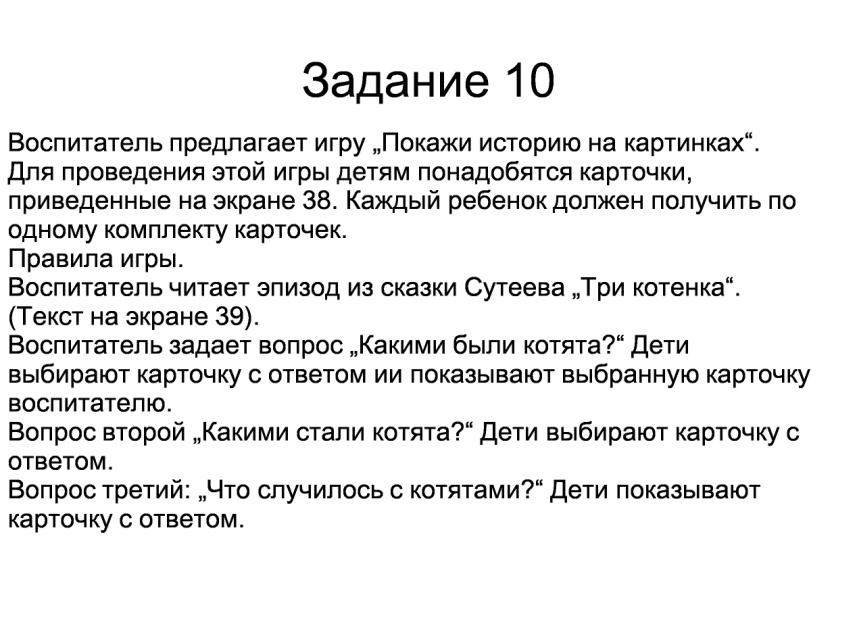 Задание 10
Воспитатель предлагает игру „Покажи историю на картинках“.
Для проведения этой игры детям понадобятся карточки,
приведенные на экране 38. Каждый ребенок должен получить по
одному комплекту карточек.
Правила игры.
Воспитатель читает эпизод из сказки Сутеева „Три котенка“.
(Текст на экране 39).
Воспитатель задает вопрос „Какими были котята?“ Дети
выбирают карточку с ответом ии показывают выбранную карточку
воспитателю.
Вопрос второй „Какими стали котята?“ Дети выбирают карточку с
ответом.
Вопрос третий: „Что случилось с котятами?“ Дети показывают
карточку с ответом.